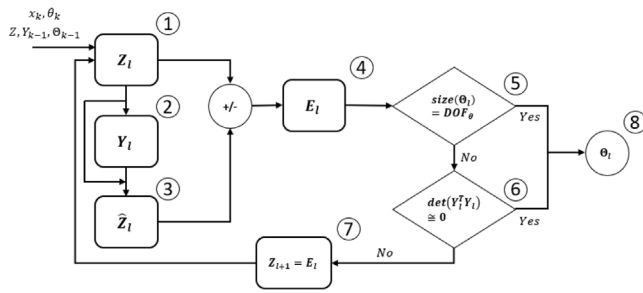 x_k, θ_k
Z, Y_{k-1}, Θ_{k-1}
①
Z_l
②
Y_l
③
Ẑ_l
+/-
④
E_l
⑤
size(Θ_l)
= DOF_θ
Yes
No
⑥
det(Y_l^T Y_l)
≅ 0
Yes
No
⑦
Z_{l+1} = E_l
⑧
Θ_l